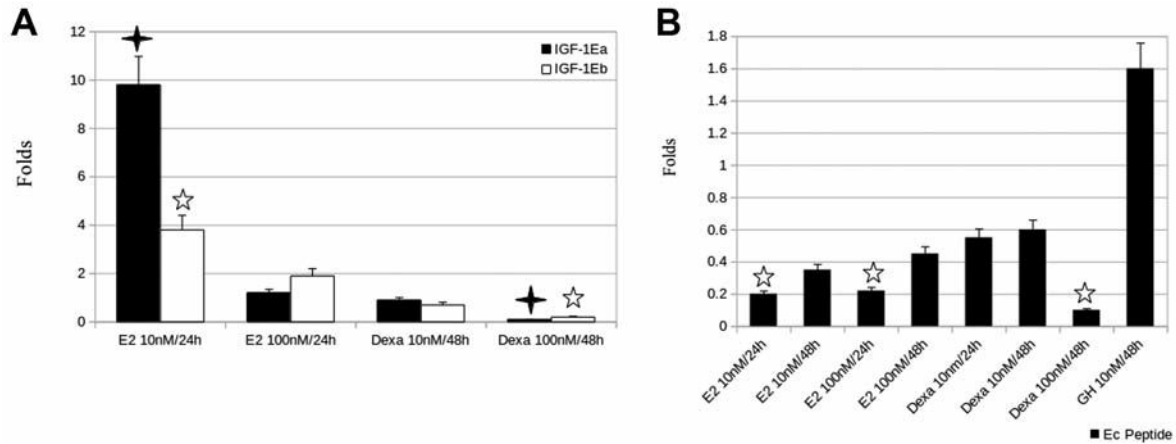 A
Folds
12
10
8
6
4
2
0
IGF-1Ea
IGF-1Eb
E2 10nM/24h
E2 100nM/24h
Dexa 10nM/48h
Dexa 100nM/48h
B
Folds
1.8
1.6
1.4
1.2
1
0.8
0.6
0.4
0.2
0
E2 10nM/24h
E2 10nM/48h
E2 100nM/24h
E2 100nM/48h
Dexa 10nm/24h
Dexa 10nM/48h
Dexa 100nM/48h
GH 10nM/48h
Ec Peptide